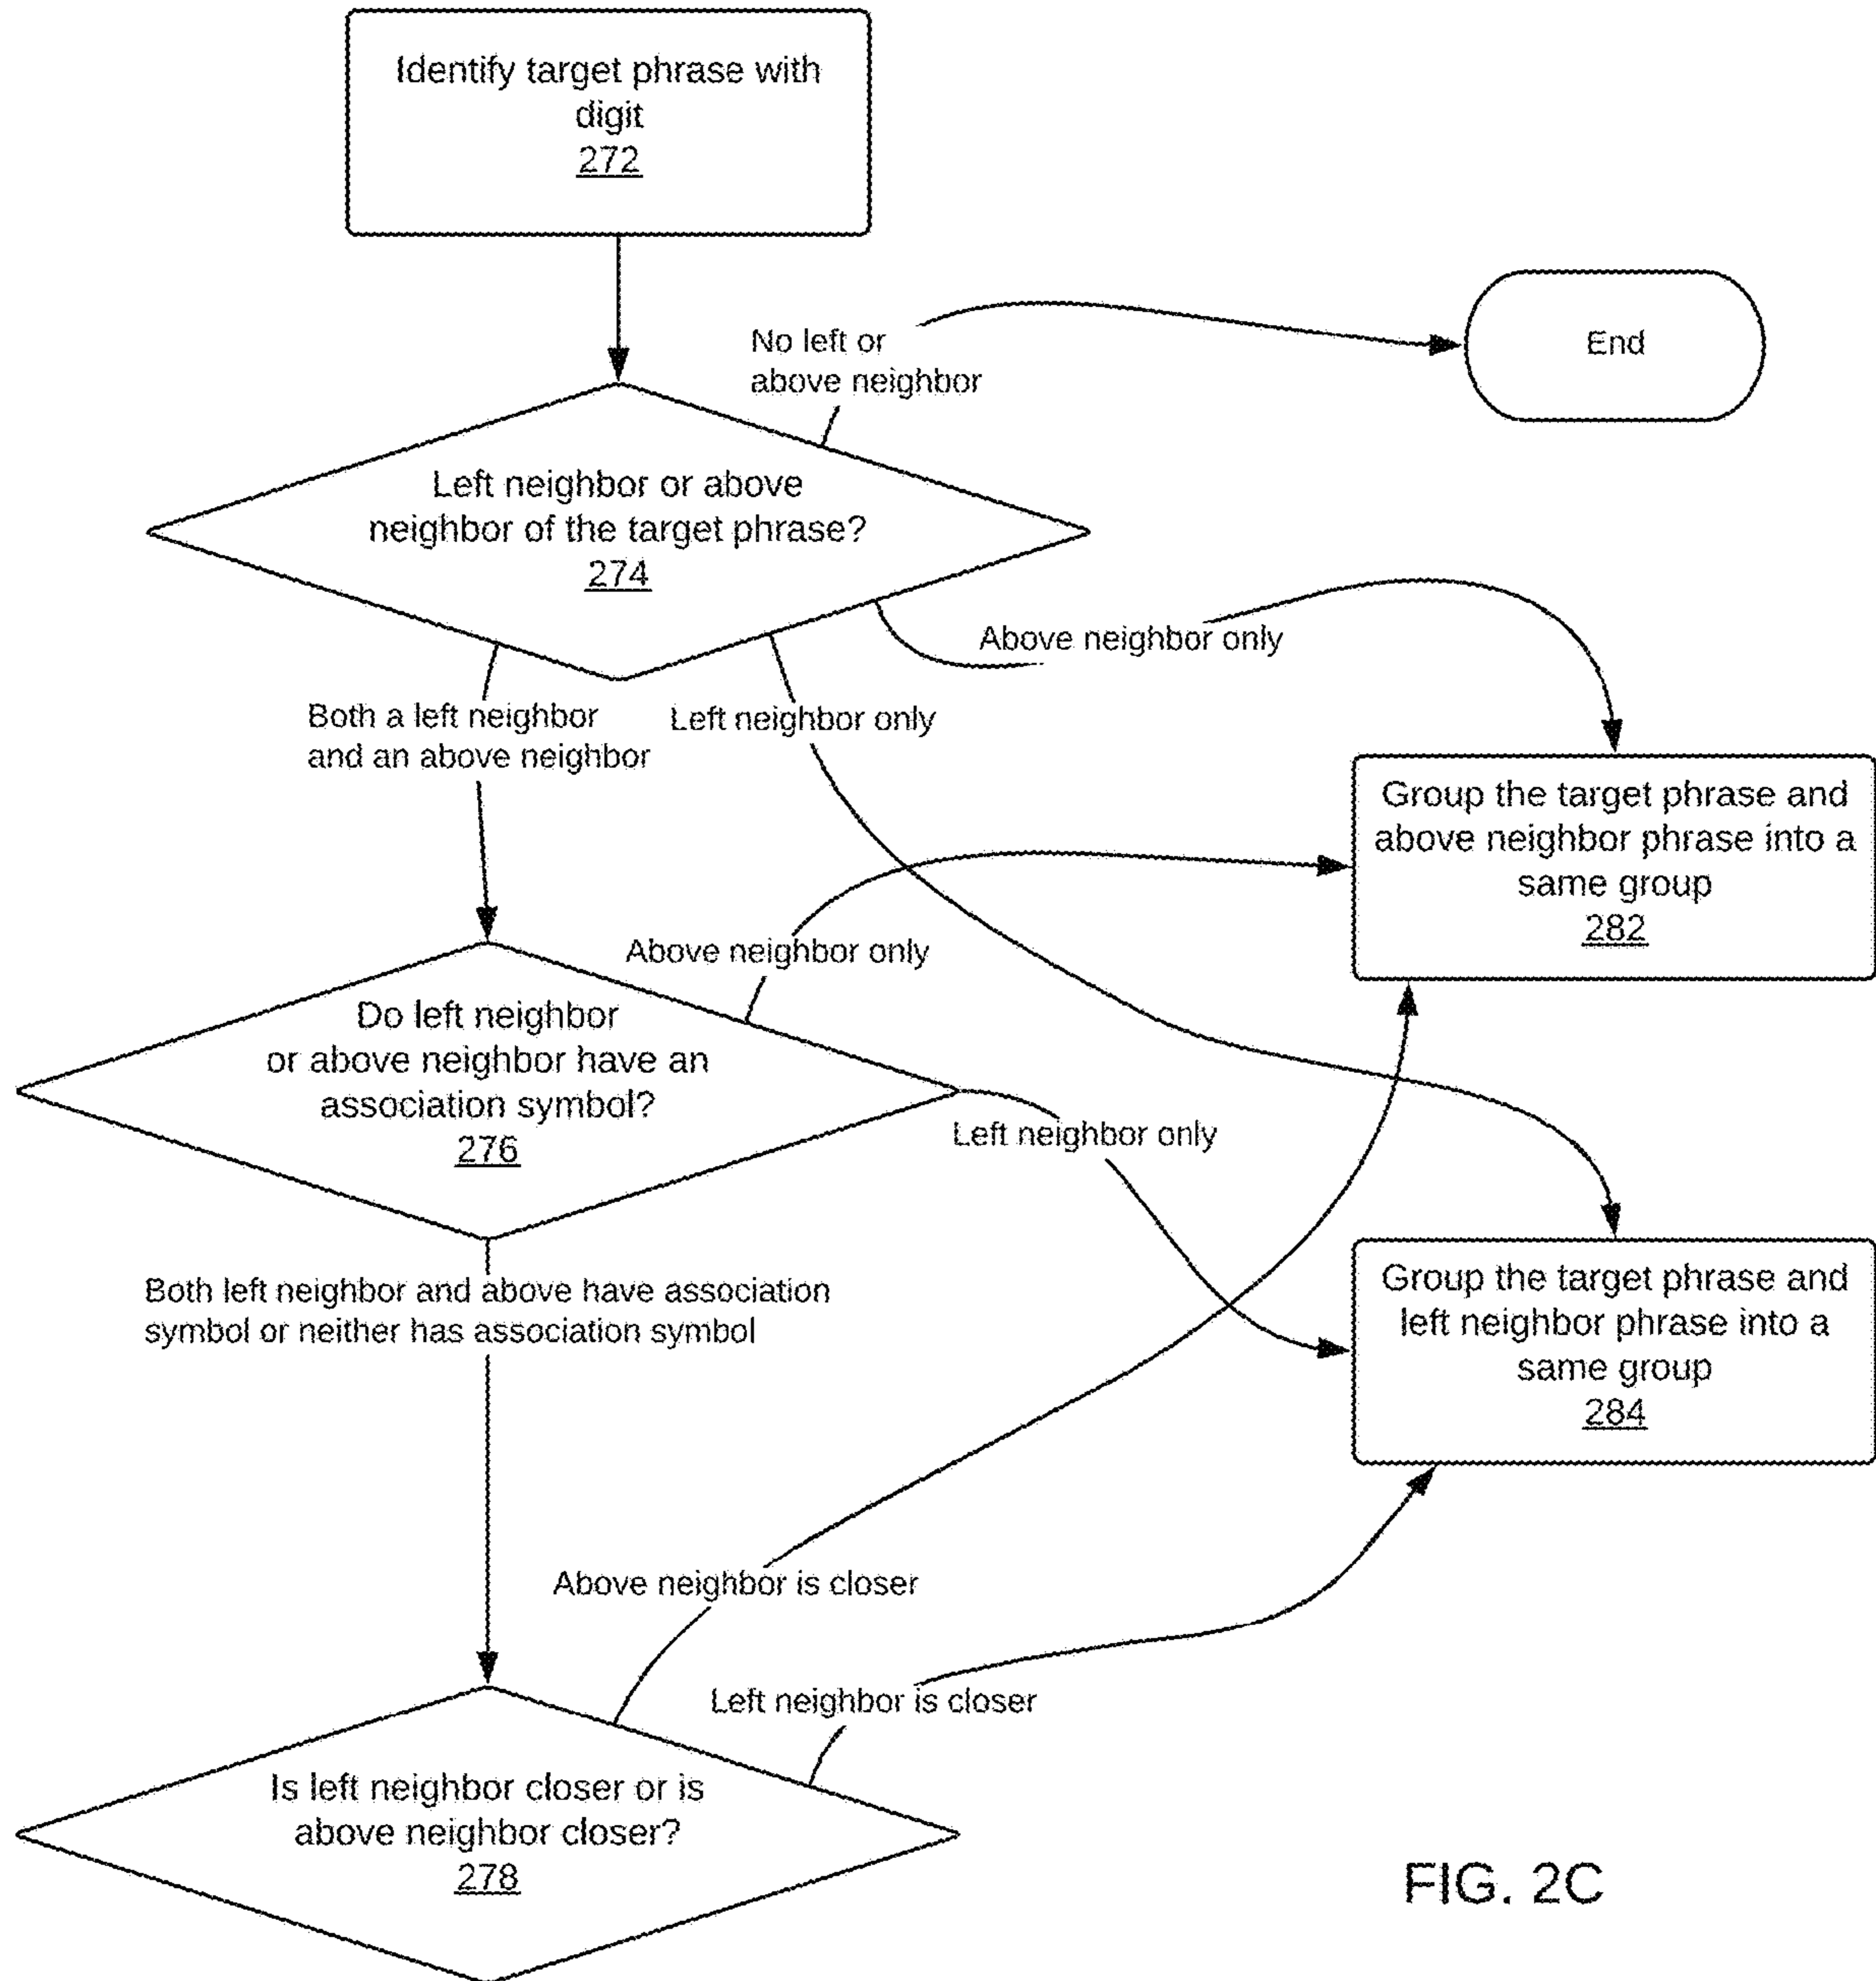 Identify target phrase with
digit
272
No left or
above neighbor
End
Left neighbor or above
neighbor of the target phrase?
274
Above neighbor only
Both a left neighbor
and an above neighbor
Left neighbor only
Group the target phrase and
above neighbor phrase into a
same group
282
Above neighbor only
Do left neighbor
or above neighbor have an
association symbol?
276
Left neighbor only
Both left neighbor and above have association
symbol or neither has association symbol
Group the target phrase and
left neighbor phrase into a
same group
284
Above neighbor is closer
Left neighbor is closer
Is left neighbor closer or is
above neighbor closer?
278
FIG. 2C